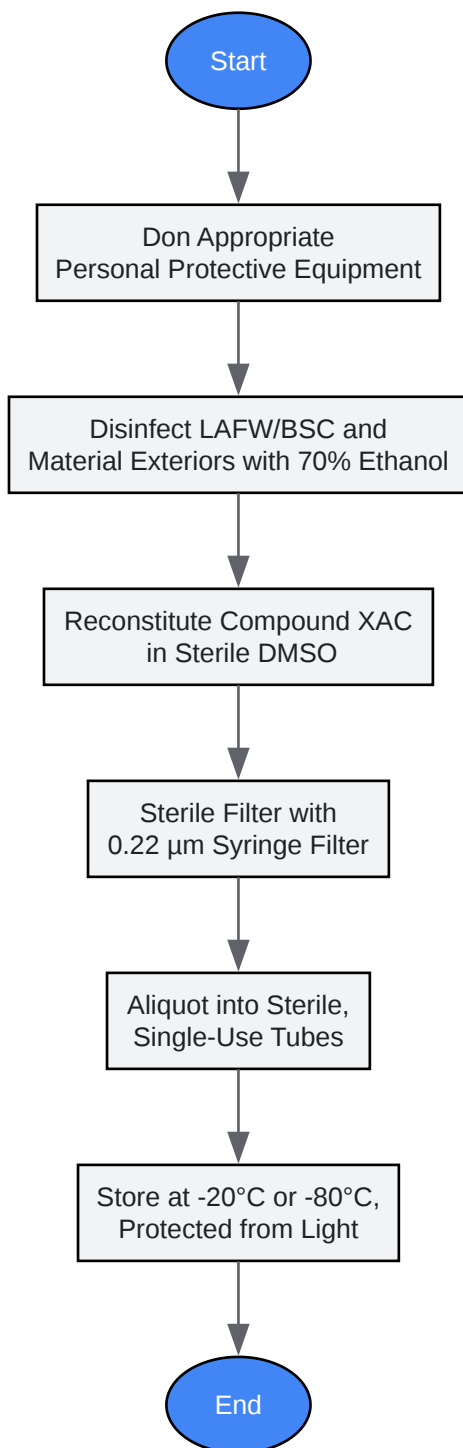 Start
Don Appropriate
Personal Protective Equipment
Disinfect LAFW/BSC and
Material Exteriors with 70% Ethanol
Reconstitute Compound XAC
in Sterile DMSO
Sterile Filter with
0.22 µm Syringe Filter
Aliquot into Sterile,
Single-Use Tubes
Store at -20°C or -80°C,
Protected from Light
End